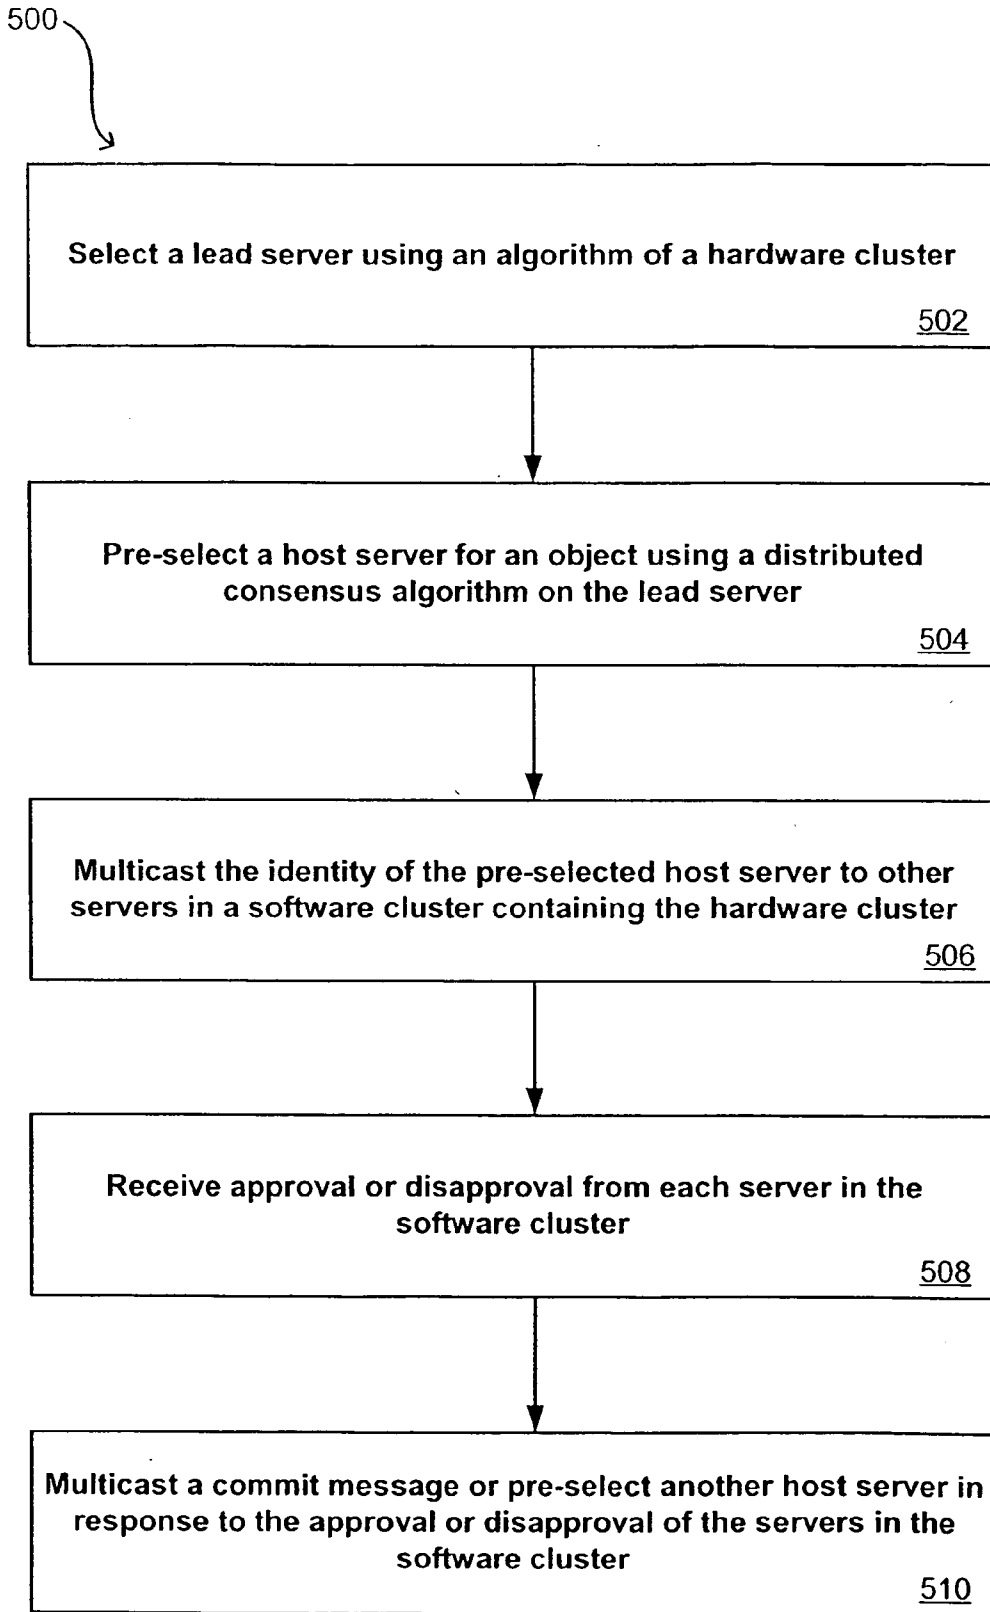 500
Select a lead server using an algorithm of a hardware cluster
502
Pre-select a host server for an object using a distributed
consensus algorithm on the lead server
504
Multicast the identity of the pre-selected host server to other
servers in a software cluster containing the hardware cluster
506
Receive approval or disapproval from each server in the
software cluster
508
Multicast a commit message or pre-select another host server in
response to the approval or disapproval of the servers in the
software cluster
510